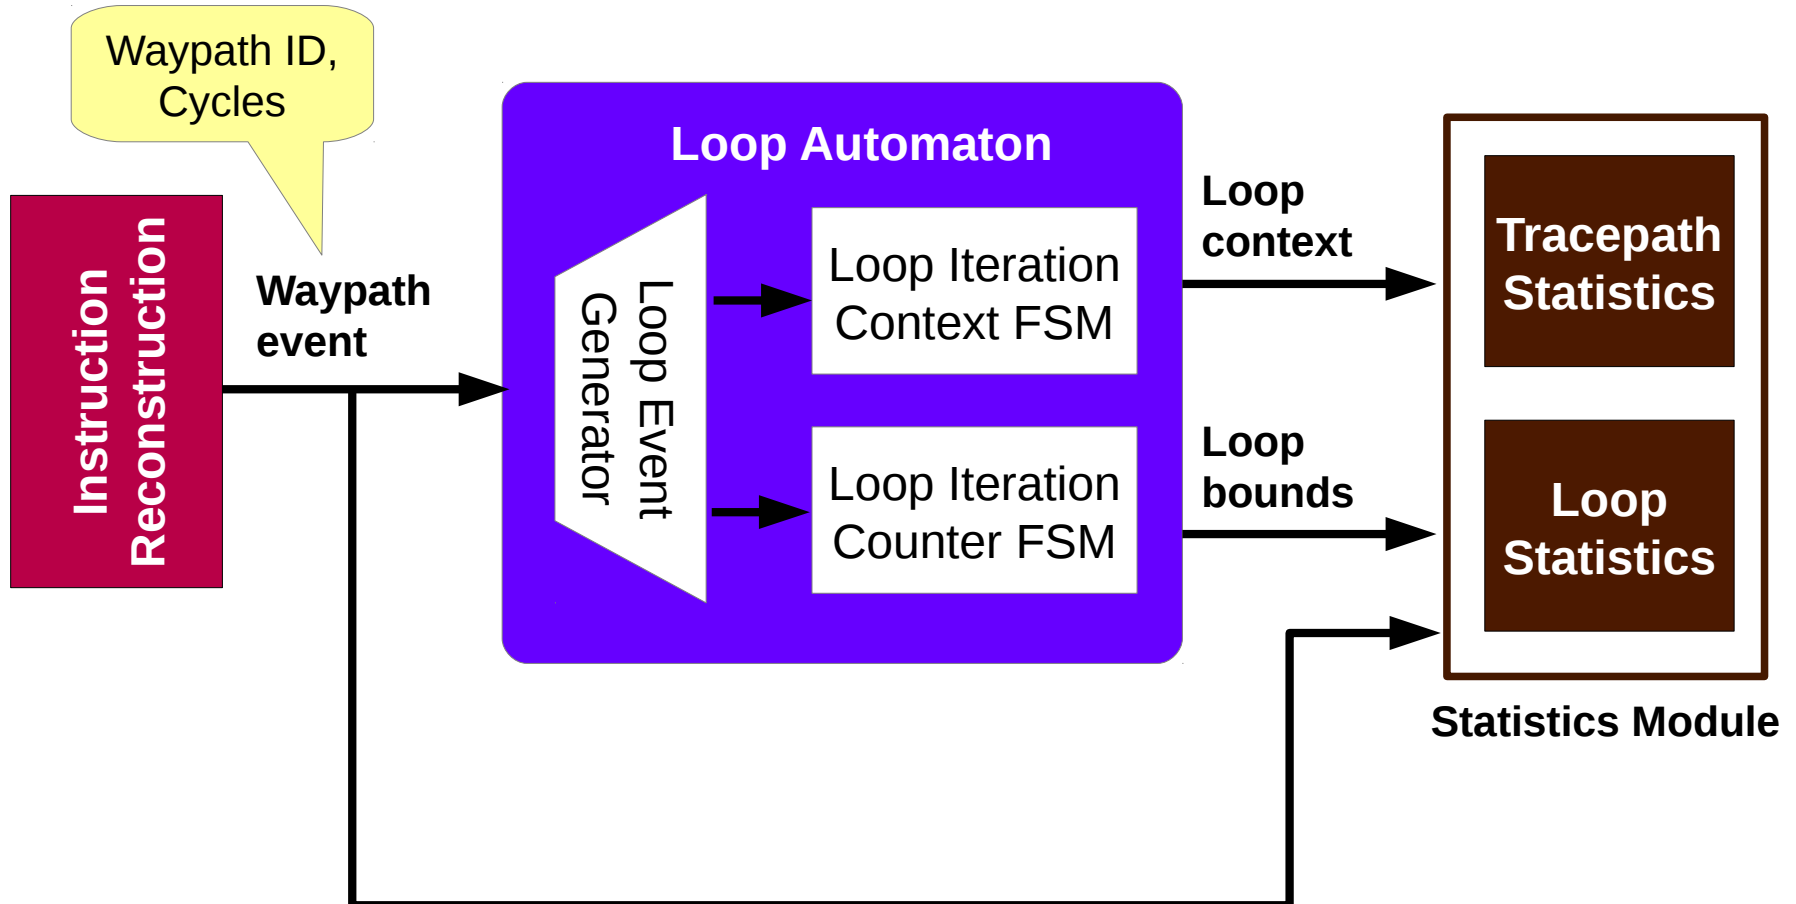 Waypath ID,
Cycles
Instruction
Reconstruction
Waypath
event
Loop Automaton
Loop Event
Generator
Loop Iteration
Context FSM
Loop Iteration
Counter FSM
Loop
context
Loop
bounds
Tracepath
Statistics
Loop
Statistics
Statistics Module